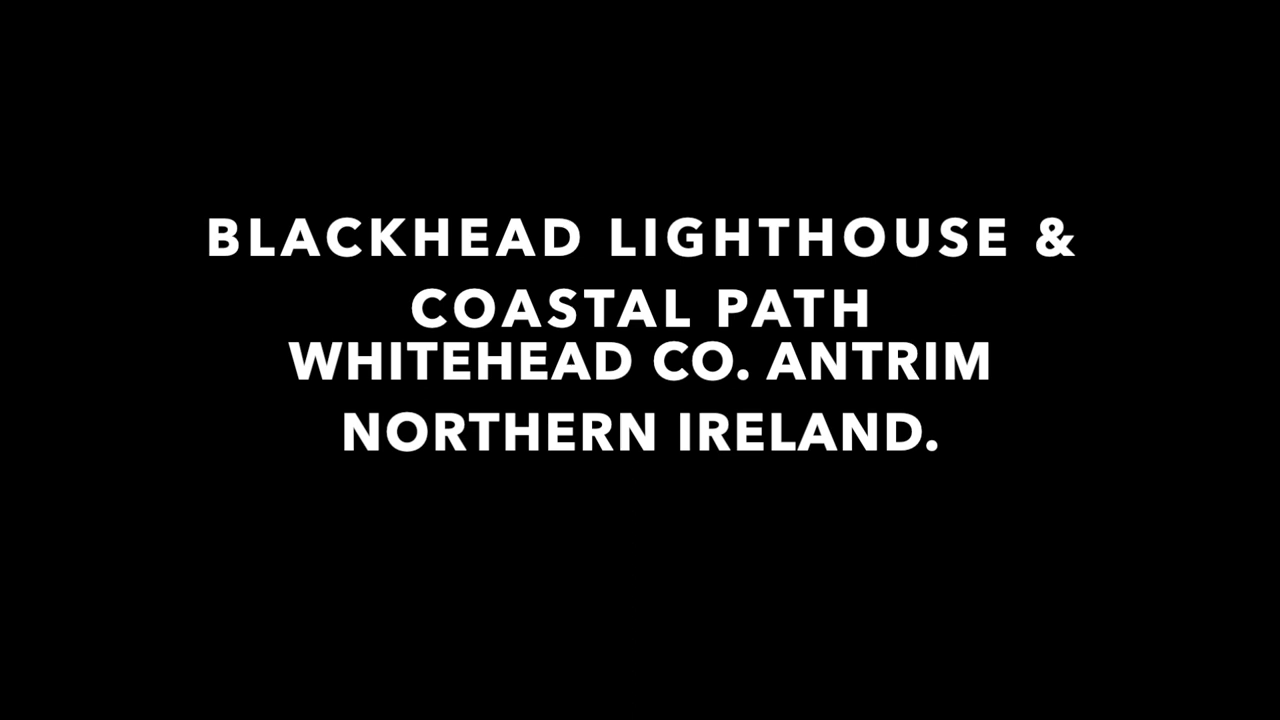 BLACKHEAD LIGHTHOUSE &
COASTAL PATH
WHITEHEAD CO. ANTRIM
NORTHERN IRELAND.